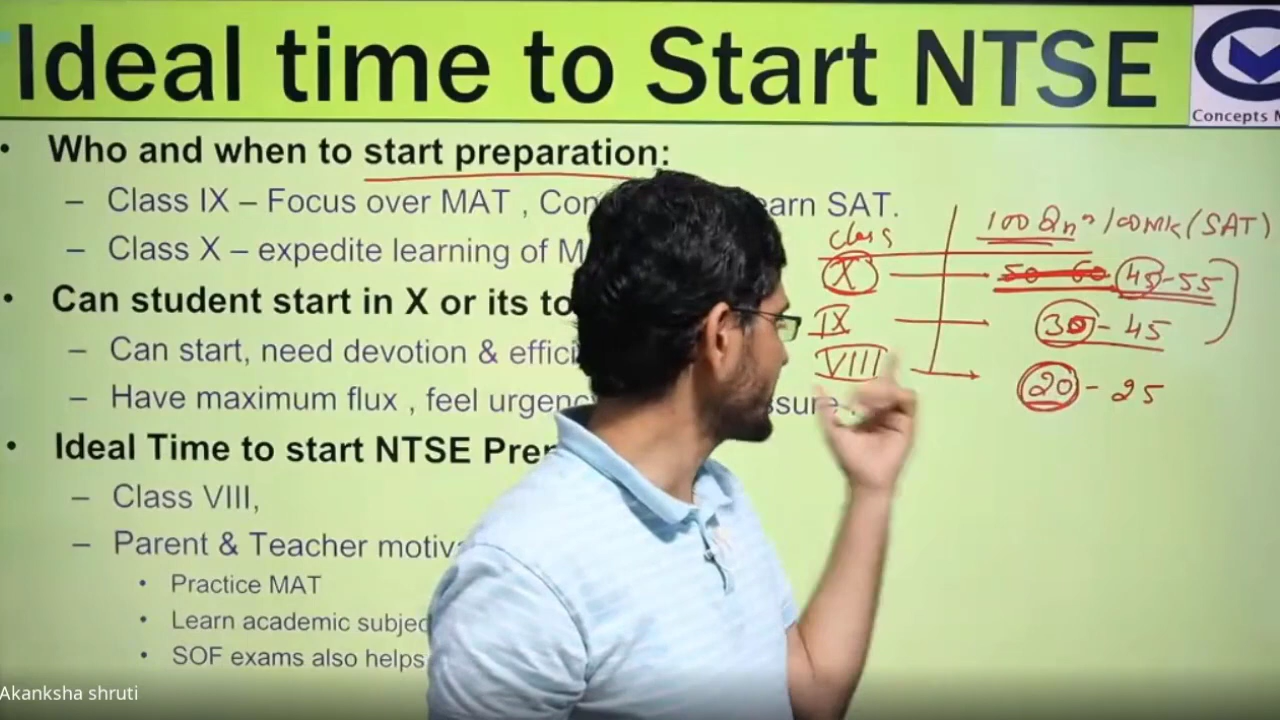 Ideal time to Start NTSE
Concepts M
• Who and when to start preparation:
– Class IX – Focus over MAT , Con earn SAT.
– Class X – expedite learning of M
• Can student start in X or its to
– Can start, need devotion & effici
– Have maximum flux , feel urgenc ssure .
• Ideal Time to start NTSE Prep
– Class VIII,
– Parent & Teacher motiva
• Practice MAT
• Learn academic subjec
• SOF exams also helps
class 100 Qnⁿ /100Mk (SAT)
X 50-60 45-55
IX 30-45
VIII 20-25
Akanksha shruti